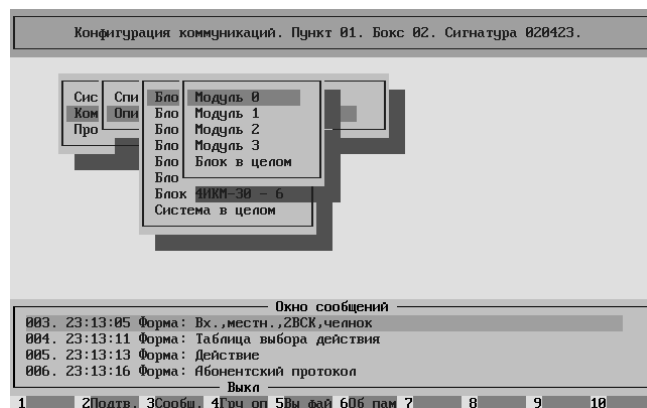 Конфигурация коммуникаций. Пункт 01. Бокс 02. Сигнатура 020423.
Сис
Ком
Про
Спи
Опи
Бло
Бло
Бло
Бло
Бло
Бло
Блок 4ИКМ-30 - 6
Система в целом
Модуль 0
Модуль 1
Модуль 2
Модуль 3
Блок в целом
Окно сообщений
003. 23:13:05 Форма: Вх.,местн.,2ВСК,челнок
004. 23:13:11 Форма: Таблица выбора действия
005. 23:13:13 Форма: Действие
006. 23:13:16 Форма: Абонентский протокол
Выкл
1 2Подтв. 3Сообщ. 4Гру оп 5Вы фай 6Об пам 7 8 9 10